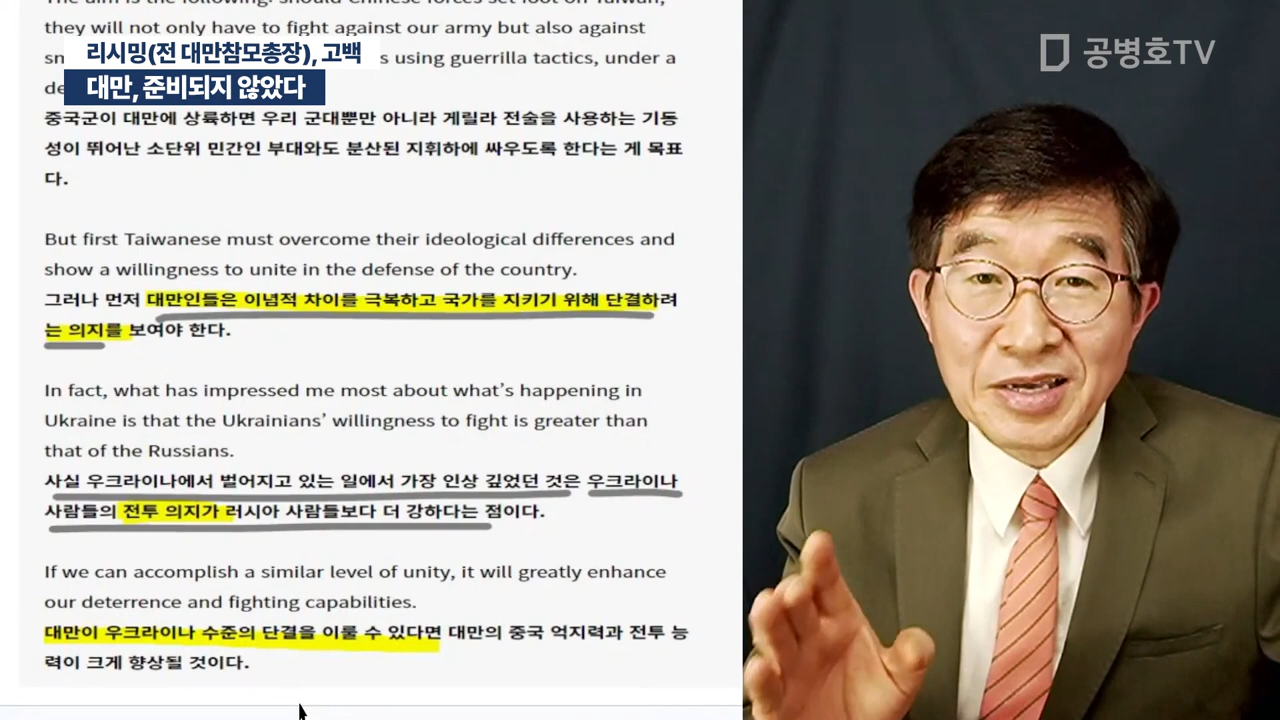 The aim is the following: should Chinese forces set foot on Taiwan,
they will not only have to fight against our army but also against
리시밍(전 대만참모총장), 고백
대만, 준비되지 않았다
공병호TV
sm
s using guerrilla tactics, under a
de
중국군이 대만에 상륙하면 우리 군대뿐만 아니라 게릴라 전술을 사용하는 기동
성이 뛰어난 소단위 민간인 부대와도 분산된 지휘하에 싸우도록 한다는 게 목표
다.
But first Taiwanese must overcome their ideological differences and
show a willingness to unite in the defense of the country.
그러나 먼저 대만인들은 이념적 차이를 극복하고 국가를 지키기 위해 단결하려
는 의지를 보여야 한다.
In fact, what has impressed me most about what’s happening in
Ukraine is that the Ukrainians’ willingness to fight is greater than
that of the Russians.
사실 우크라이나에서 벌어지고 있는 일에서 가장 인상 깊었던 것은 우크라이나
사람들의 전투 의지가 러시아 사람들보다 더 강하다는 점이다.
If we can accomplish a similar level of unity, it will greatly enhance
our deterrence and fighting capabilities.
대만이 우크라이나 수준의 단결을 이룰 수 있다면 대만의 중국 억지력과 전투 능
력이 크게 향상될 것이다.